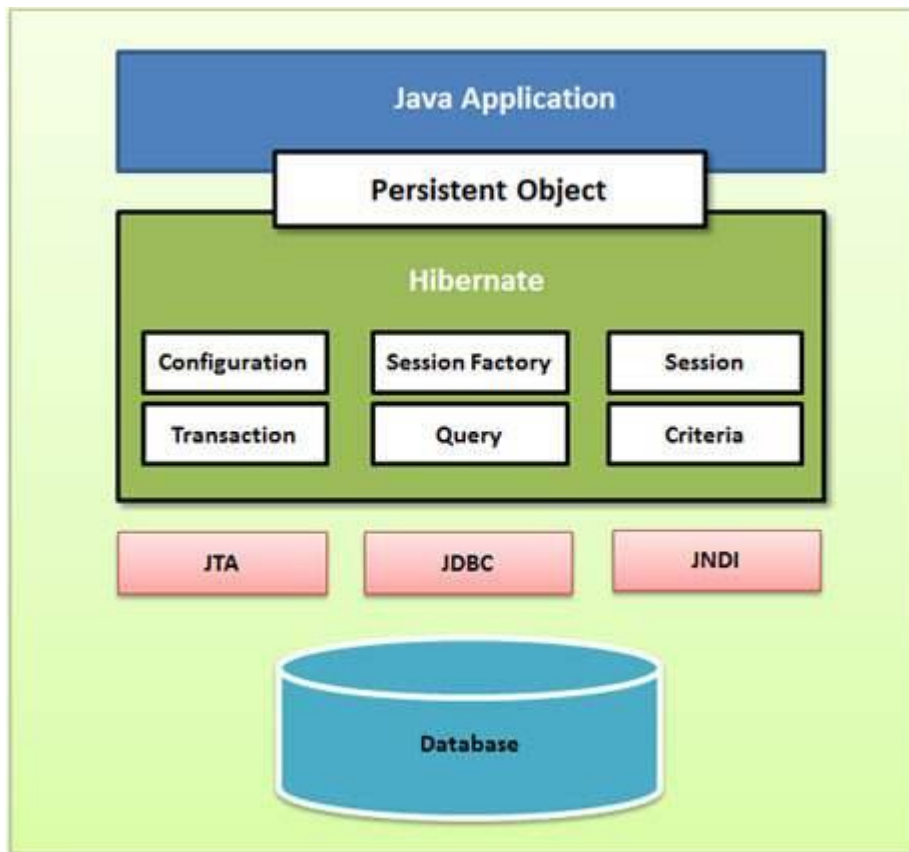 Java Application
Persistent Object
Hibernate
Configuration
Session Factory
Session
Transaction
Query
Criteria
JTA
JDBC
JNDI
Database